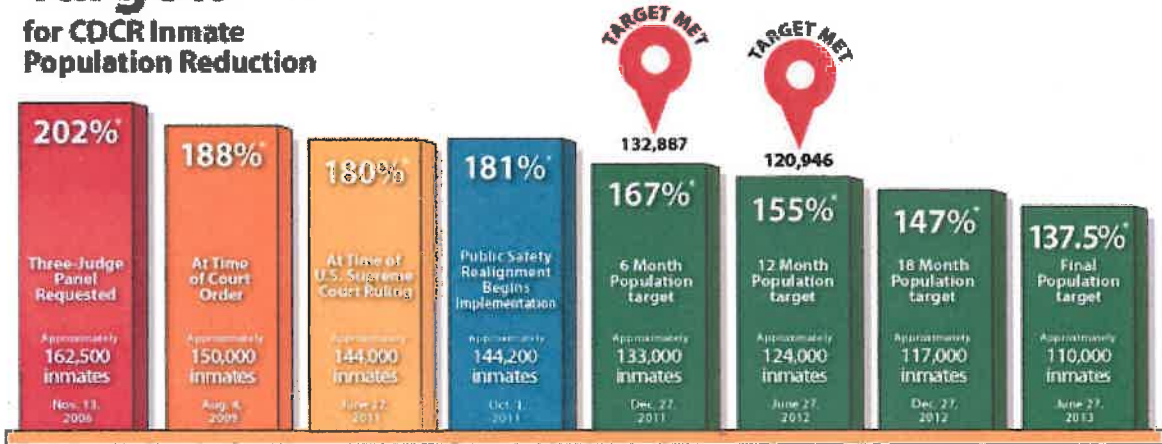 for CDCR Inmate
Population Reduction
TARGET MET
132,887
TARGET MET
120,946
202%*
Three-Judge
Panel
Requested
Approximately
162,500
inmates
Nov. 13,
2006
188%*
At Time
of Court
Order
Approximately
150,000
inmates
Aug. 4,
2009
180%*
At Time of
U.S. Supreme
Court Ruling
Approximately
144,000
inmates
2011
181%*
Public Safety
Realignment
Begins
Implementation
Approximately
144,200
inmates
Oct. 1,
2011
167%*
6 Month
Population
target
Approximately
133,000
inmates
Dec. 27,
2011
155%*
12 Month
Population
target
Approximately
124,000
inmates
June 27,
2012
147%*
18 Month
Population
target
Approximately
117,000
inmates
Dec. 27,
2012
137.5%*
Final
Population
target
Approximately
110,000
inmates
June 27,
2013